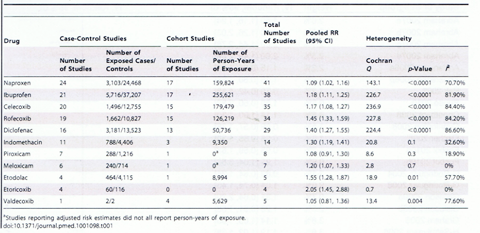 Drug Case-Control Studies Cohort Studies Total Number of Studies Pooled RR (95% CI) Heterogeneity
Number of Studies Number of Exposed Cases/ Controls Number of Studies Number of Person-Years of Exposure Cochran Q p-Value I²
Naproxen 24 3,103/24,468 17 159,824 41 1.09 (1.02, 1.16) 143.1 <0.0001 70.70%
Ibuprofen 21 5,716/37,207 17 255,621 38 1.18 (1.11, 1.25) 226.7 <0.0001 81.90%
Celecoxib 20 1,496/12,755 15 179,479 35 1.17 (1.08, 1.27) 236.9 <0.0001 84.40%
Rofecoxib 19 1,662/10,827 15 126,219 34 1.45 (1.33, 1.59) 227.8 <0.0001 84.20%
Diclofenac 16 3,181/13,523 13 50,736 29 1.40 (1.27, 1.55) 224.4 <0.0001 86.60%
Indomethacin 11 788/4,406 3 9,350 14 1.30 (1.19, 1.41) 20.8 0.1 32.60%
Piroxicam 7 288/1,216 1 0ᵃ 8 1.08 (0.91, 1.30) 8.6 0.3 18.90%
Meloxicam 6 240/714 1 0ᵃ 7 1.20 (1.07, 1.33) 2.8 0.7 0%
Etodolac 4 464/4,115 1 8,994 5 1.55 (1.28, 1.87) 18.9 0.01 57.70%
Etoricoxib 4 60/116 0 0 4 2.05 (1.45, 2.88) 0.7 0.9 0%
Valdecoxib 1 2/2 4 5,629 5 1.05 (0.81, 1.36) 13.4 0.004 77.60%
ᵃStudies reporting adjusted risk estimates did not all report person-years of exposure.
doi:10.1371/journal.pmed.1001098.t001